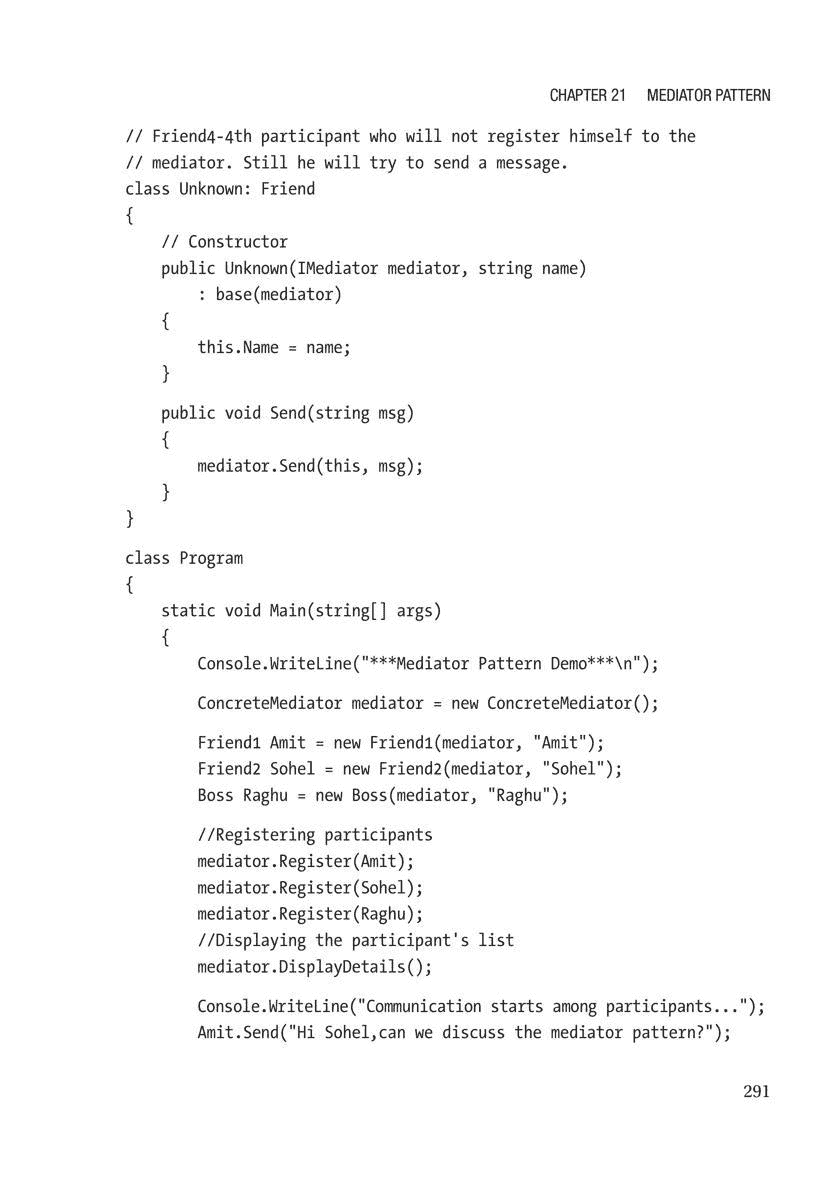 CHAPTER 21 MEDIATOR PATTERN
// Friend4-4th participant who will not register himself to the
// mediator. Still he will try to send a message.
class Unknown: Friend
{
    // Constructor
    public Unknown(IMediator mediator, string name)
        : base(mediator)
    {
        this.Name = name;
    }
    public void Send(string msg)
    {
        mediator.Send(this, msg);
    }
}
class Program
{
    static void Main(string[] args)
    {
        Console.WriteLine("***Mediator Pattern Demo***\n");
        ConcreteMediator mediator = new ConcreteMediator();
        Friend1 Amit = new Friend1(mediator, "Amit");
        Friend2 Sohel = new Friend2(mediator, "Sohel");
        Boss Raghu = new Boss(mediator, "Raghu");
        //Registering participants
        mediator.Register(Amit);
        mediator.Register(Sohel);
        mediator.Register(Raghu);
        //Displaying the participant's list
        mediator.DisplayDetails();
        Console.WriteLine("Communication starts among participants...");
        Amit.Send("Hi Sohel,can we discuss the mediator pattern?");
291